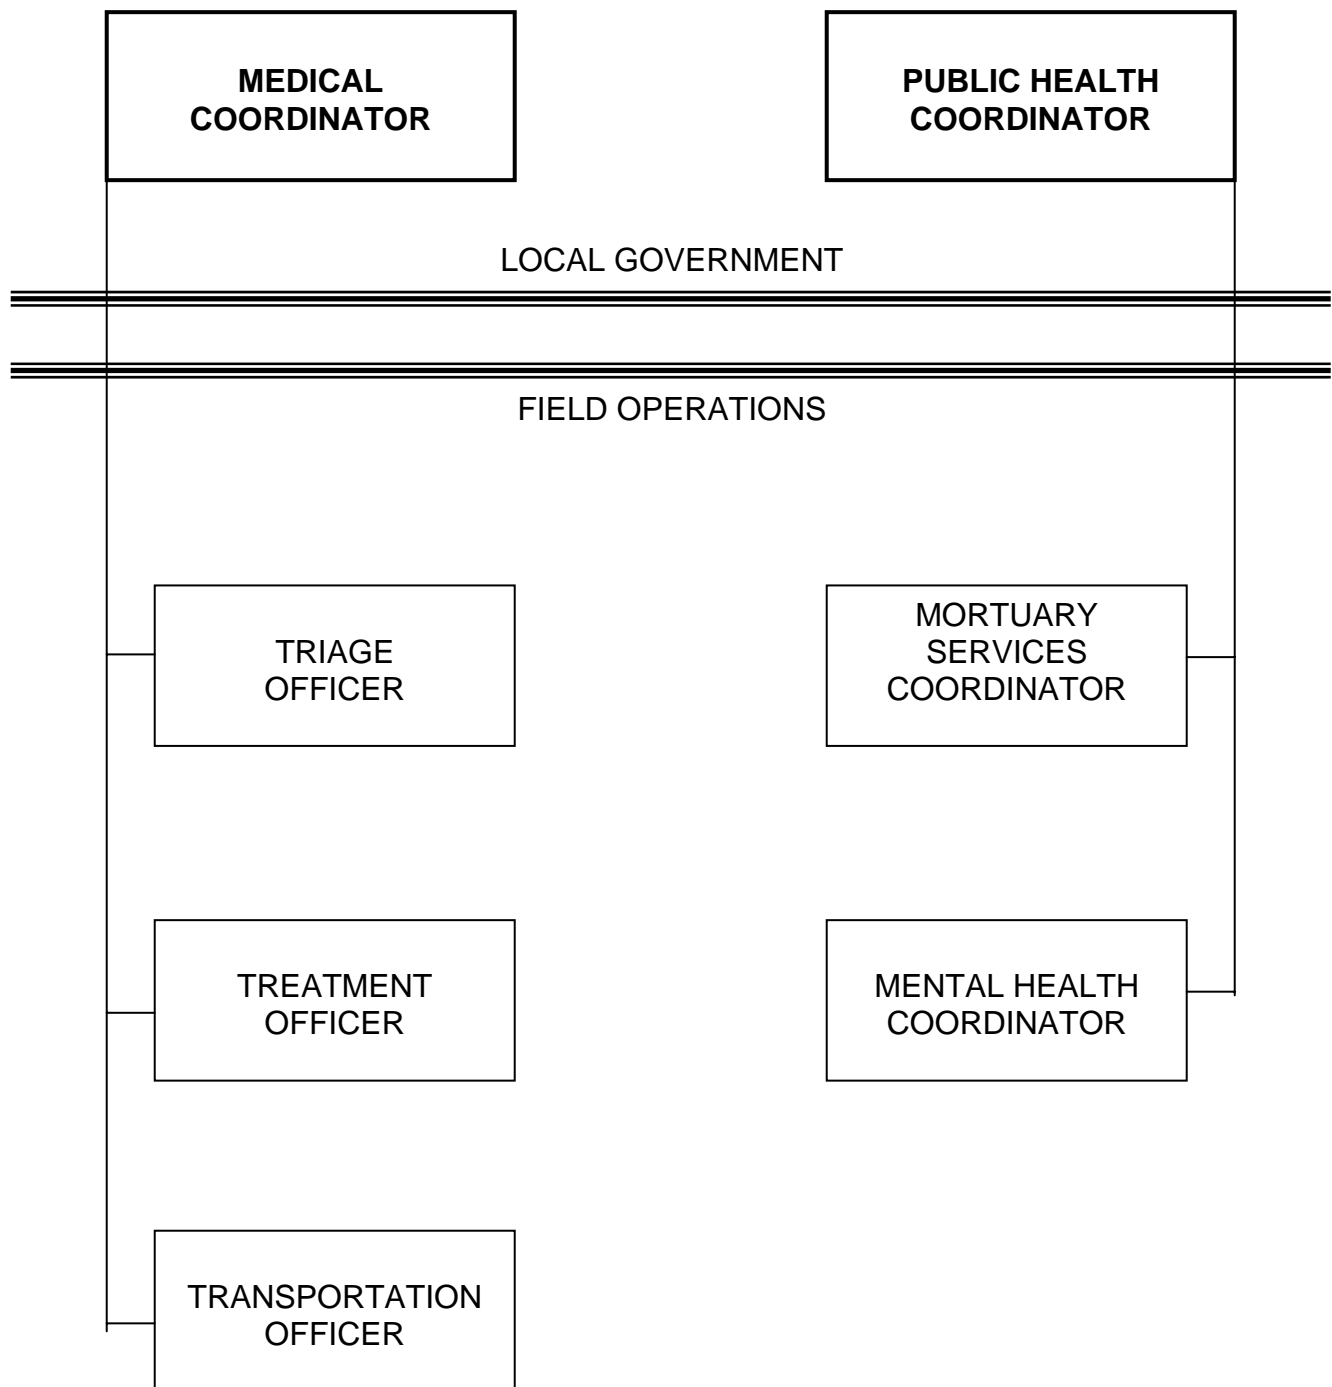 MEDICAL
COORDINATOR
PUBLIC HEALTH
COORDINATOR
LOCAL GOVERNMENT
FIELD OPERATIONS
TRIAGE
OFFICER
MORTUARY
SERVICES
COORDINATOR
TREATMENT
OFFICER
MENTAL HEALTH
COORDINATOR
TRANSPORTATION
OFFICER